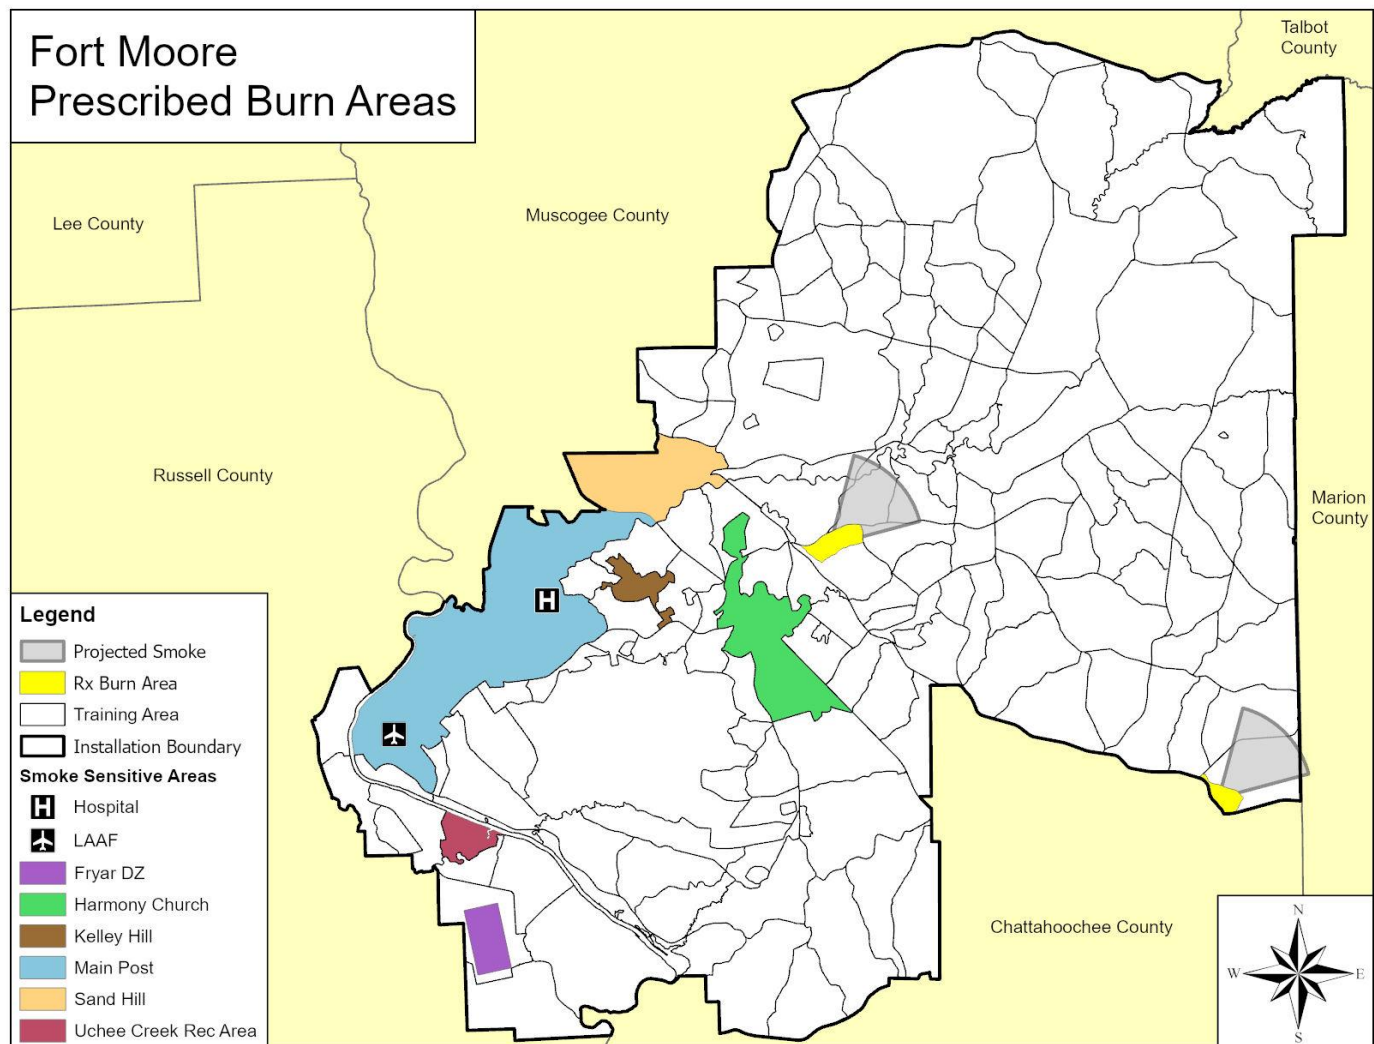 Fort Moore
Prescribed Burn Areas
Talbot
County
Lee County
Muscogee County
Russell County
Marion
County
Chattahoochee County
H
Legend
Projected Smoke
Rx Burn Area
Training Area
Installation Boundary
Smoke Sensitive Areas
H
Hospital
LAAF
Fryar DZ
Harmony Church
Kelley Hill
Main Post
Sand Hill
Uchee Creek Rec Area
N
W
E
S